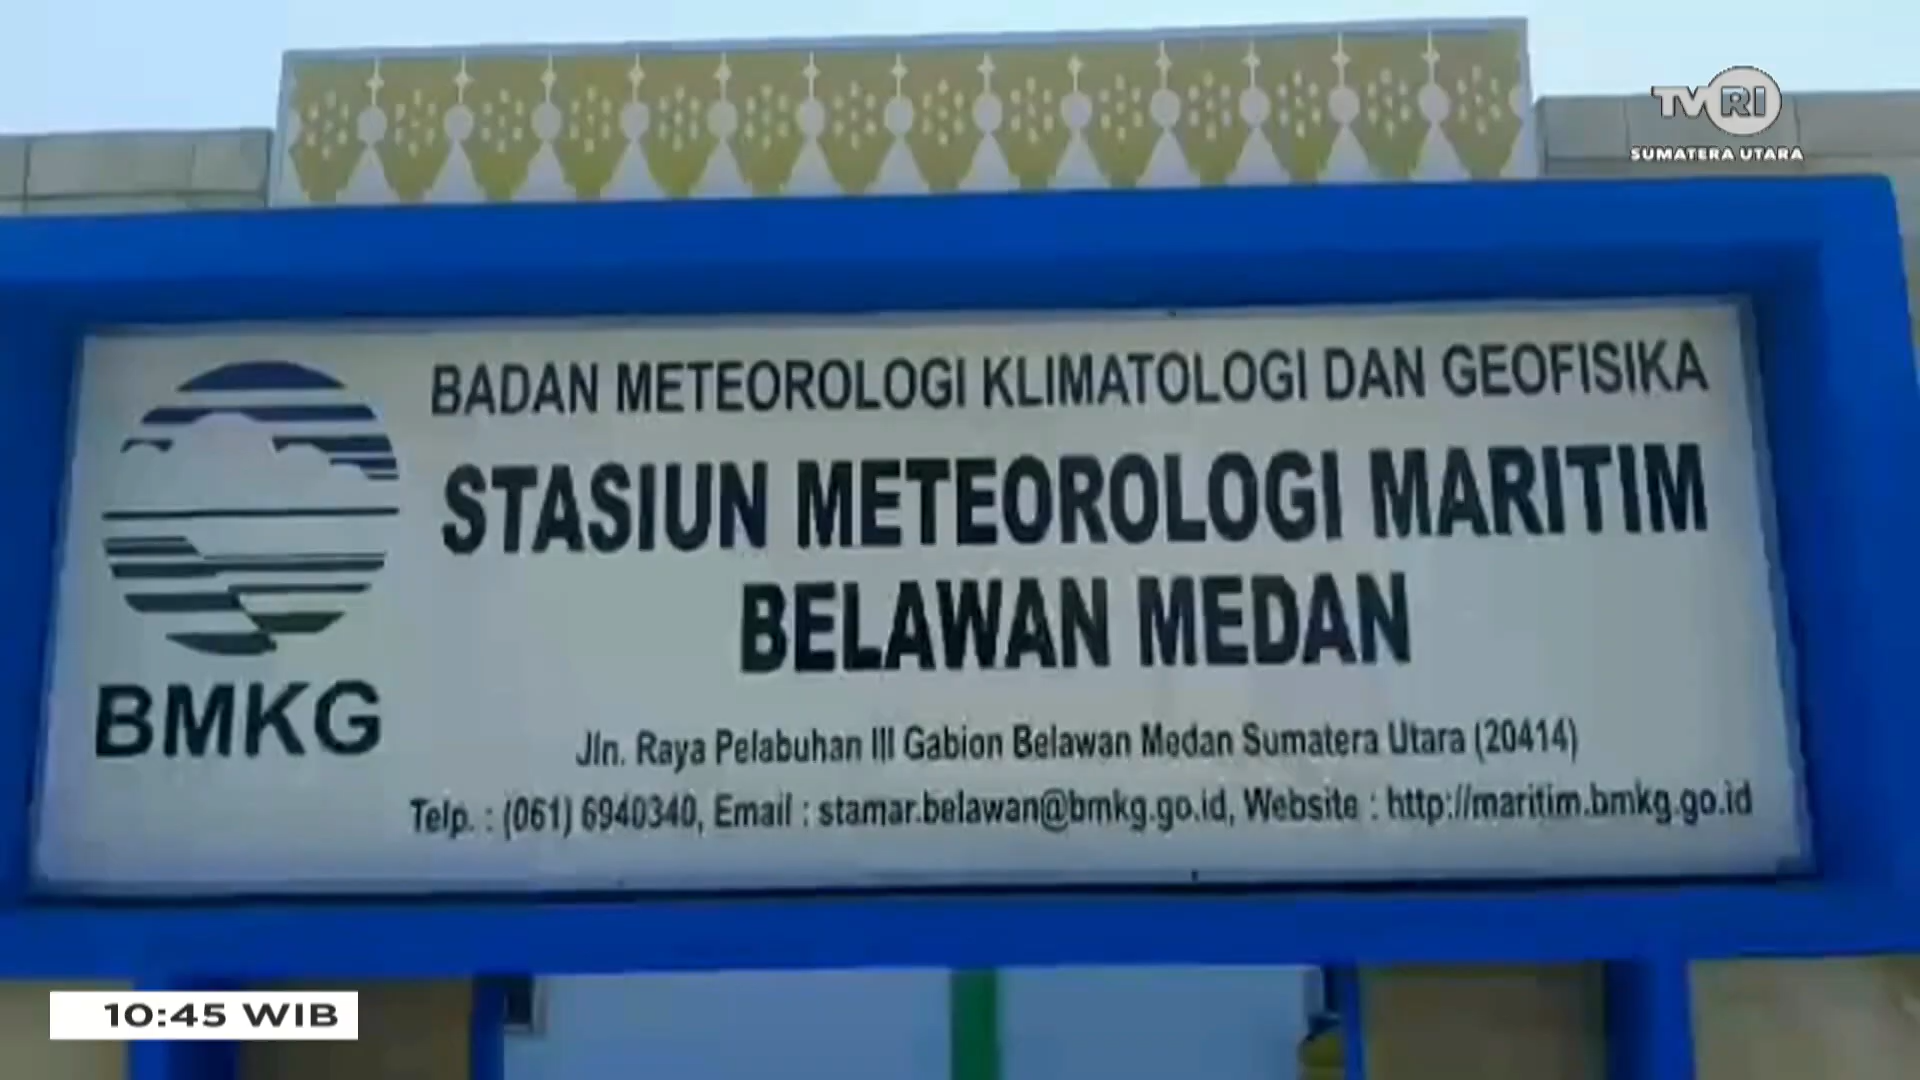 TVRI
SUMATERA UTARA
BADAN METEOROLOGI KLIMATOLOGI DAN GEOFISIKA
STASIUN METEOROLOGI MARITIM
BELAWAN MEDAN
BMKG
Jln. Raya Pelabuhan III Gabion Belawan Medan Sumatera Utara (20414)
Telp. : (061) 6940340, Email : stamar.belawan@bmkg.go.id, Website : http://maritim.bmkg.go.id
10:45 WIB